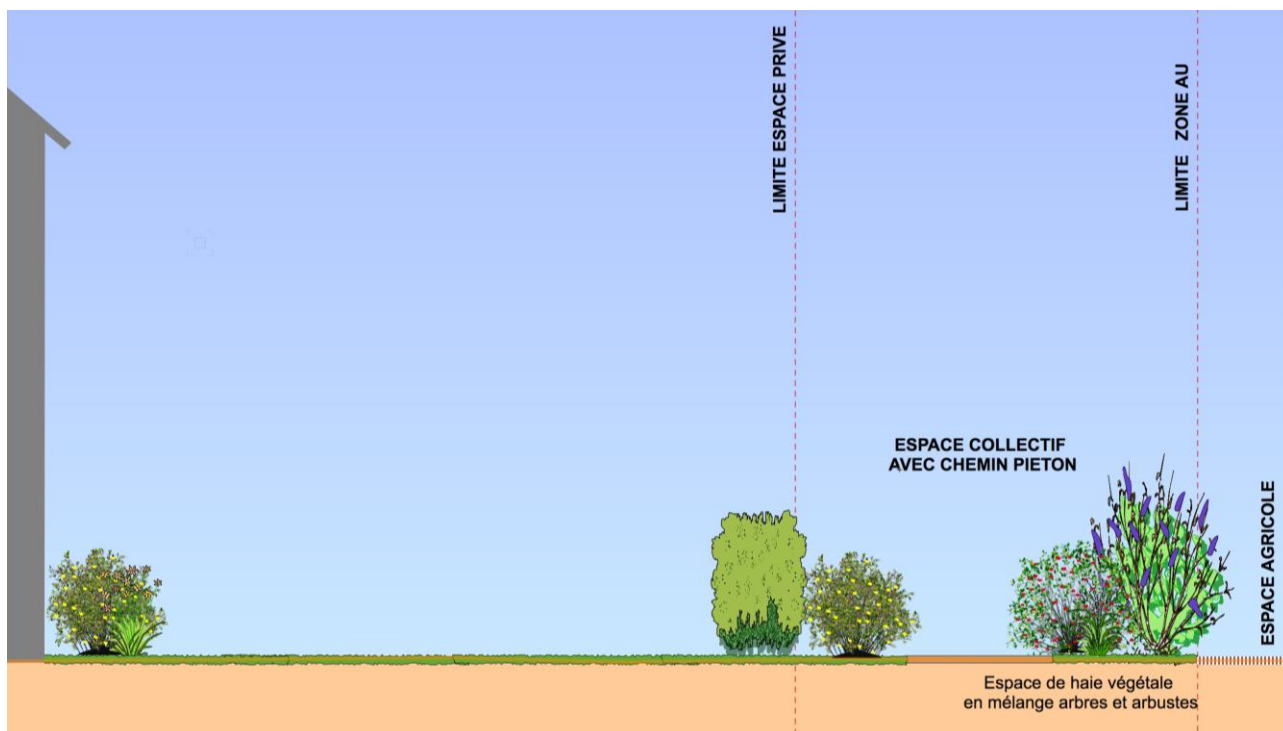 LIMITE ESPACE PRIVE
LIMITE ZONE AU
ESPACE COLLECTIF
AVEC CHEMIN PIETON
ESPACE AGRICOLE
Espace de haie végétale
en mélange arbres et arbustes